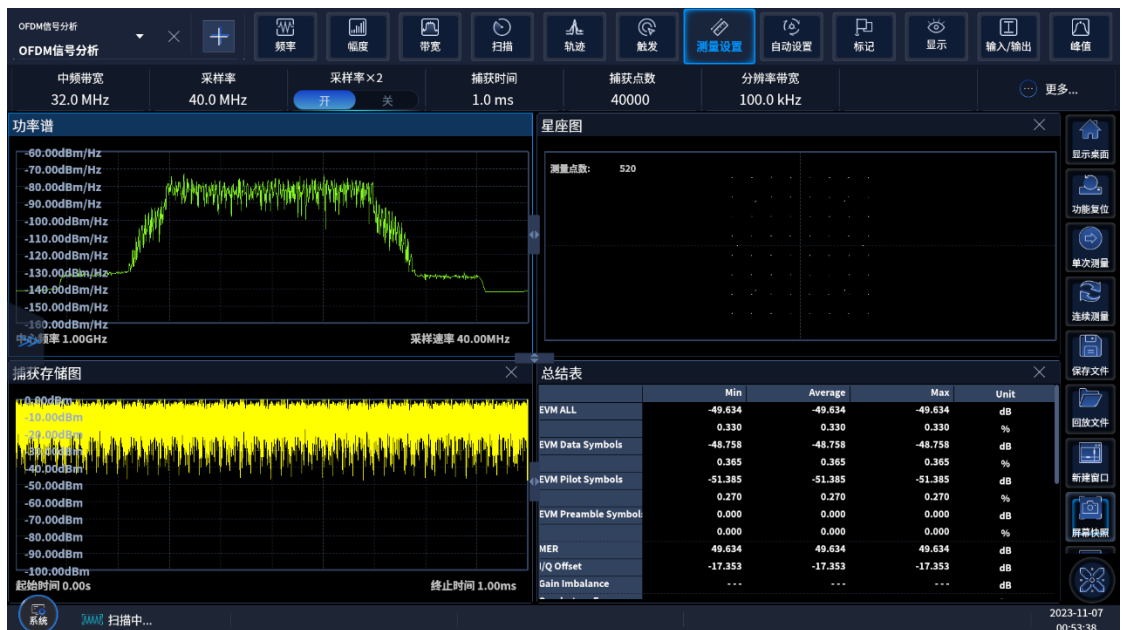 OFDM信号分析
OFDM信号分析
频率
幅度
带宽
扫描
轨迹
触发
测量设置
自动设置
标记
显示
输入/输出
峰值
中频带宽
32.0 MHz
采样率
40.0 MHz
采样率×2
开 关
捕获时间
1.0 ms
捕获点数
40000
分辨率带宽
100.0 kHz
更多...
功率谱
-60.00dBm/Hz
-70.00dBm/Hz
-80.00dBm/Hz
-90.00dBm/Hz
-100.00dBm/Hz
-110.00dBm/Hz
-120.00dBm/Hz
-130.00dBm/Hz
-140.00dBm/Hz
-150.00dBm/Hz
-160.00dBm/Hz
中心频率 1.00GHz
采样速率 40.00MHz
星座图
测量点数: 520
捕获存储图
0.00dBm
-10.00dBm
-20.00dBm
-30.00dBm
-40.00dBm
-50.00dBm
-60.00dBm
-70.00dBm
-80.00dBm
-90.00dBm
-100.00dBm
起始时间 0.00s
终止时间 1.00ms
总结表
Min Average Max Unit
EVM ALL -49.634 -49.634 -49.634 dB
0.330 0.330 0.330 %
EVM Data Symbols -48.758 -48.758 -48.758 dB
0.365 0.365 0.365 %
EVM Pilot Symbols -51.385 -51.385 -51.385 dB
0.270 0.270 0.270 %
EVM Preamble Symbol 0.000 0.000 0.000 dB
0.000 0.000 0.000 %
MER 49.634 49.634 49.634 dB
I/Q Offset -17.353 -17.353 -17.353 dB
Gain Imbalance --- --- --- dB
显示桌面
功能复位
单次测量
连续测量
保存文件
回放文件
新建窗口
屏幕快照
系统
扫描中...
2023-11-07
00:53:38